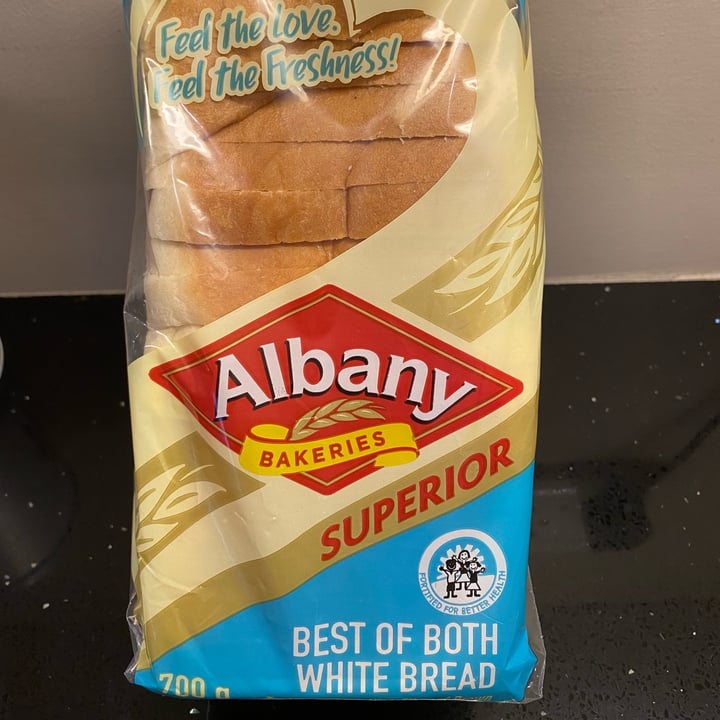 Feel the love.
Feel the Freshness!
Albany
BAKERIES
SUPERIOR
FORTIFIED FOR BETTER HEALTH
BEST OF BOTH
WHITE BREAD
700 g